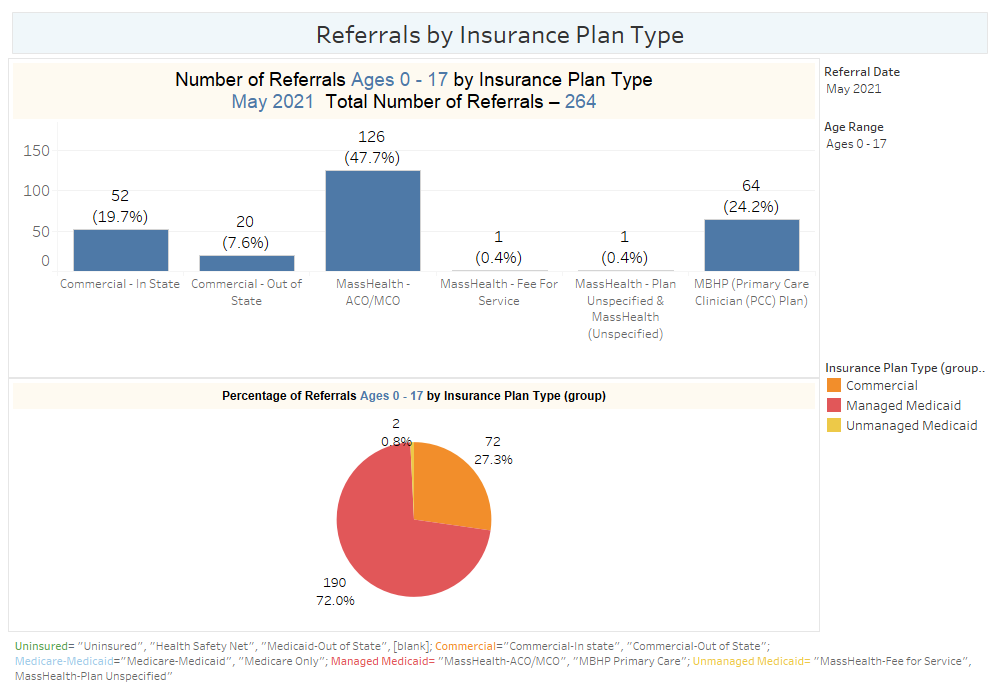 Referrals by Insurance Plan Type
Number of Referrals Ages 0 - 17 by Insurance Plan Type
May 2021 Total Number of Referrals – 264
Referral Date
May 2021
Age Range
Ages 0 - 17
150
100
50
0
52
(19.7%)
20
(7.6%)
126
(47.7%)
1
(0.4%)
1
(0.4%)
64
(24.2%)
Commercial - In State
Commercial - Out of
State
MassHealth -
ACO/MCO
MassHealth - Fee For
Service
MassHealth - Plan
Unspecified &
MassHealth
(Unspecified)
MBHP (Primary Care
Clinician (PCC) Plan)
Insurance Plan Type (group..
Commercial
Managed Medicaid
Unmanaged Medicaid
Percentage of Referrals Ages 0 - 17 by Insurance Plan Type (group)
2
0.8%
72
27.3%
190
72.0%
Uninsured= "Uninsured", "Health Safety Net", "Medicaid-Out of State", [blank]; Commercial="Commercial-In state", "Commercial-Out of State";
Medicare-Medicaid="Medicare-Medicaid", "Medicare Only"; Managed Medicaid= "MassHealth-ACO/MCO", "MBHP Primary Care"; Unmanaged Medicaid= "MassHealth-Fee for Service",
MassHealth-Plan Unspecified"